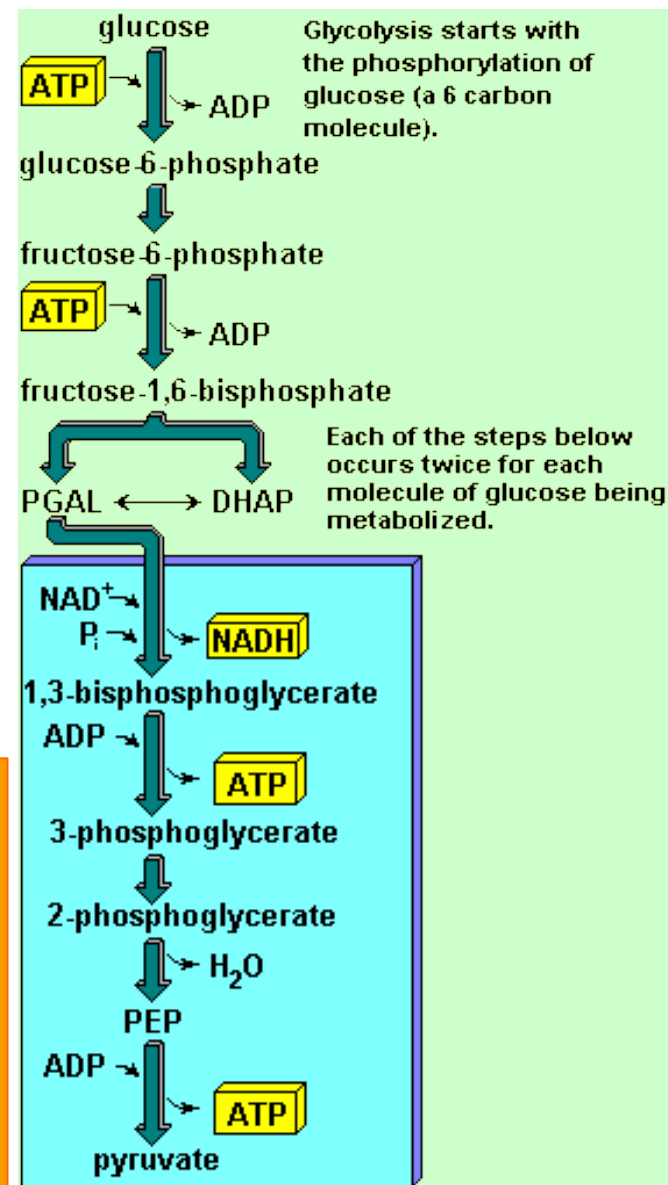 glucose
Glycolysis starts with
the phosphorylation of
glucose (a 6 carbon
molecule).
ATP
ADP
glucose-6-phosphate
fructose-6-phosphate
ATP
ADP
fructose-1,6-bisphosphate
Each of the steps below
occurs twice for each
molecule of glucose being
metabolized.
PGAL DHAP
NAD⁺
Pᵢ
NADH
1,3-bisphosphoglycerate
ADP
ATP
3-phosphoglycerate
2-phosphoglycerate
H₂O
PEP
ADP
ATP
pyruvate